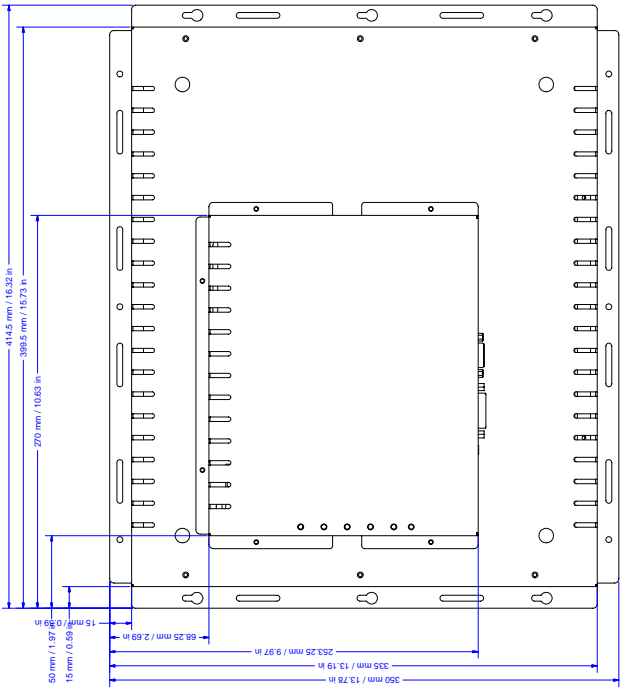 414.5 mm / 16.32 in
399.5 mm / 15.73 in
270 mm / 10.63 in
50 mm / 1.97 in
15 mm / 0.59 in
15 mm / 0.59 in
68.25 mm / 2.69 in
253.25 mm / 9.97 in
335 mm / 13.19 in
350 mm / 13.78 in